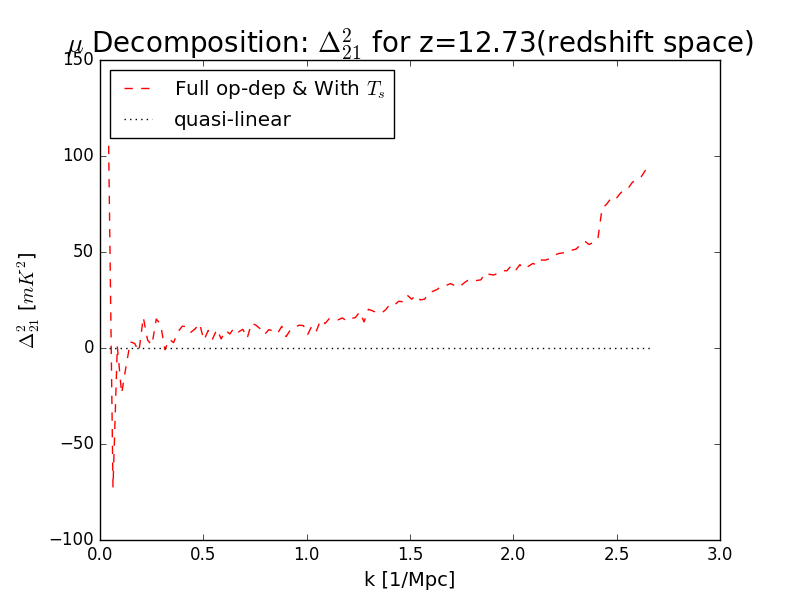 μ Decomposition: Δ²₂₁ for z=12.73(redshift space)
150
Full op-dep & With Tₛ
quasi-linear
100
50
0
−50
−100
Δ²₂₁ [mK²]
0.0 0.5 1.0 1.5 2.0 2.5 3.0
k [1/Mpc]